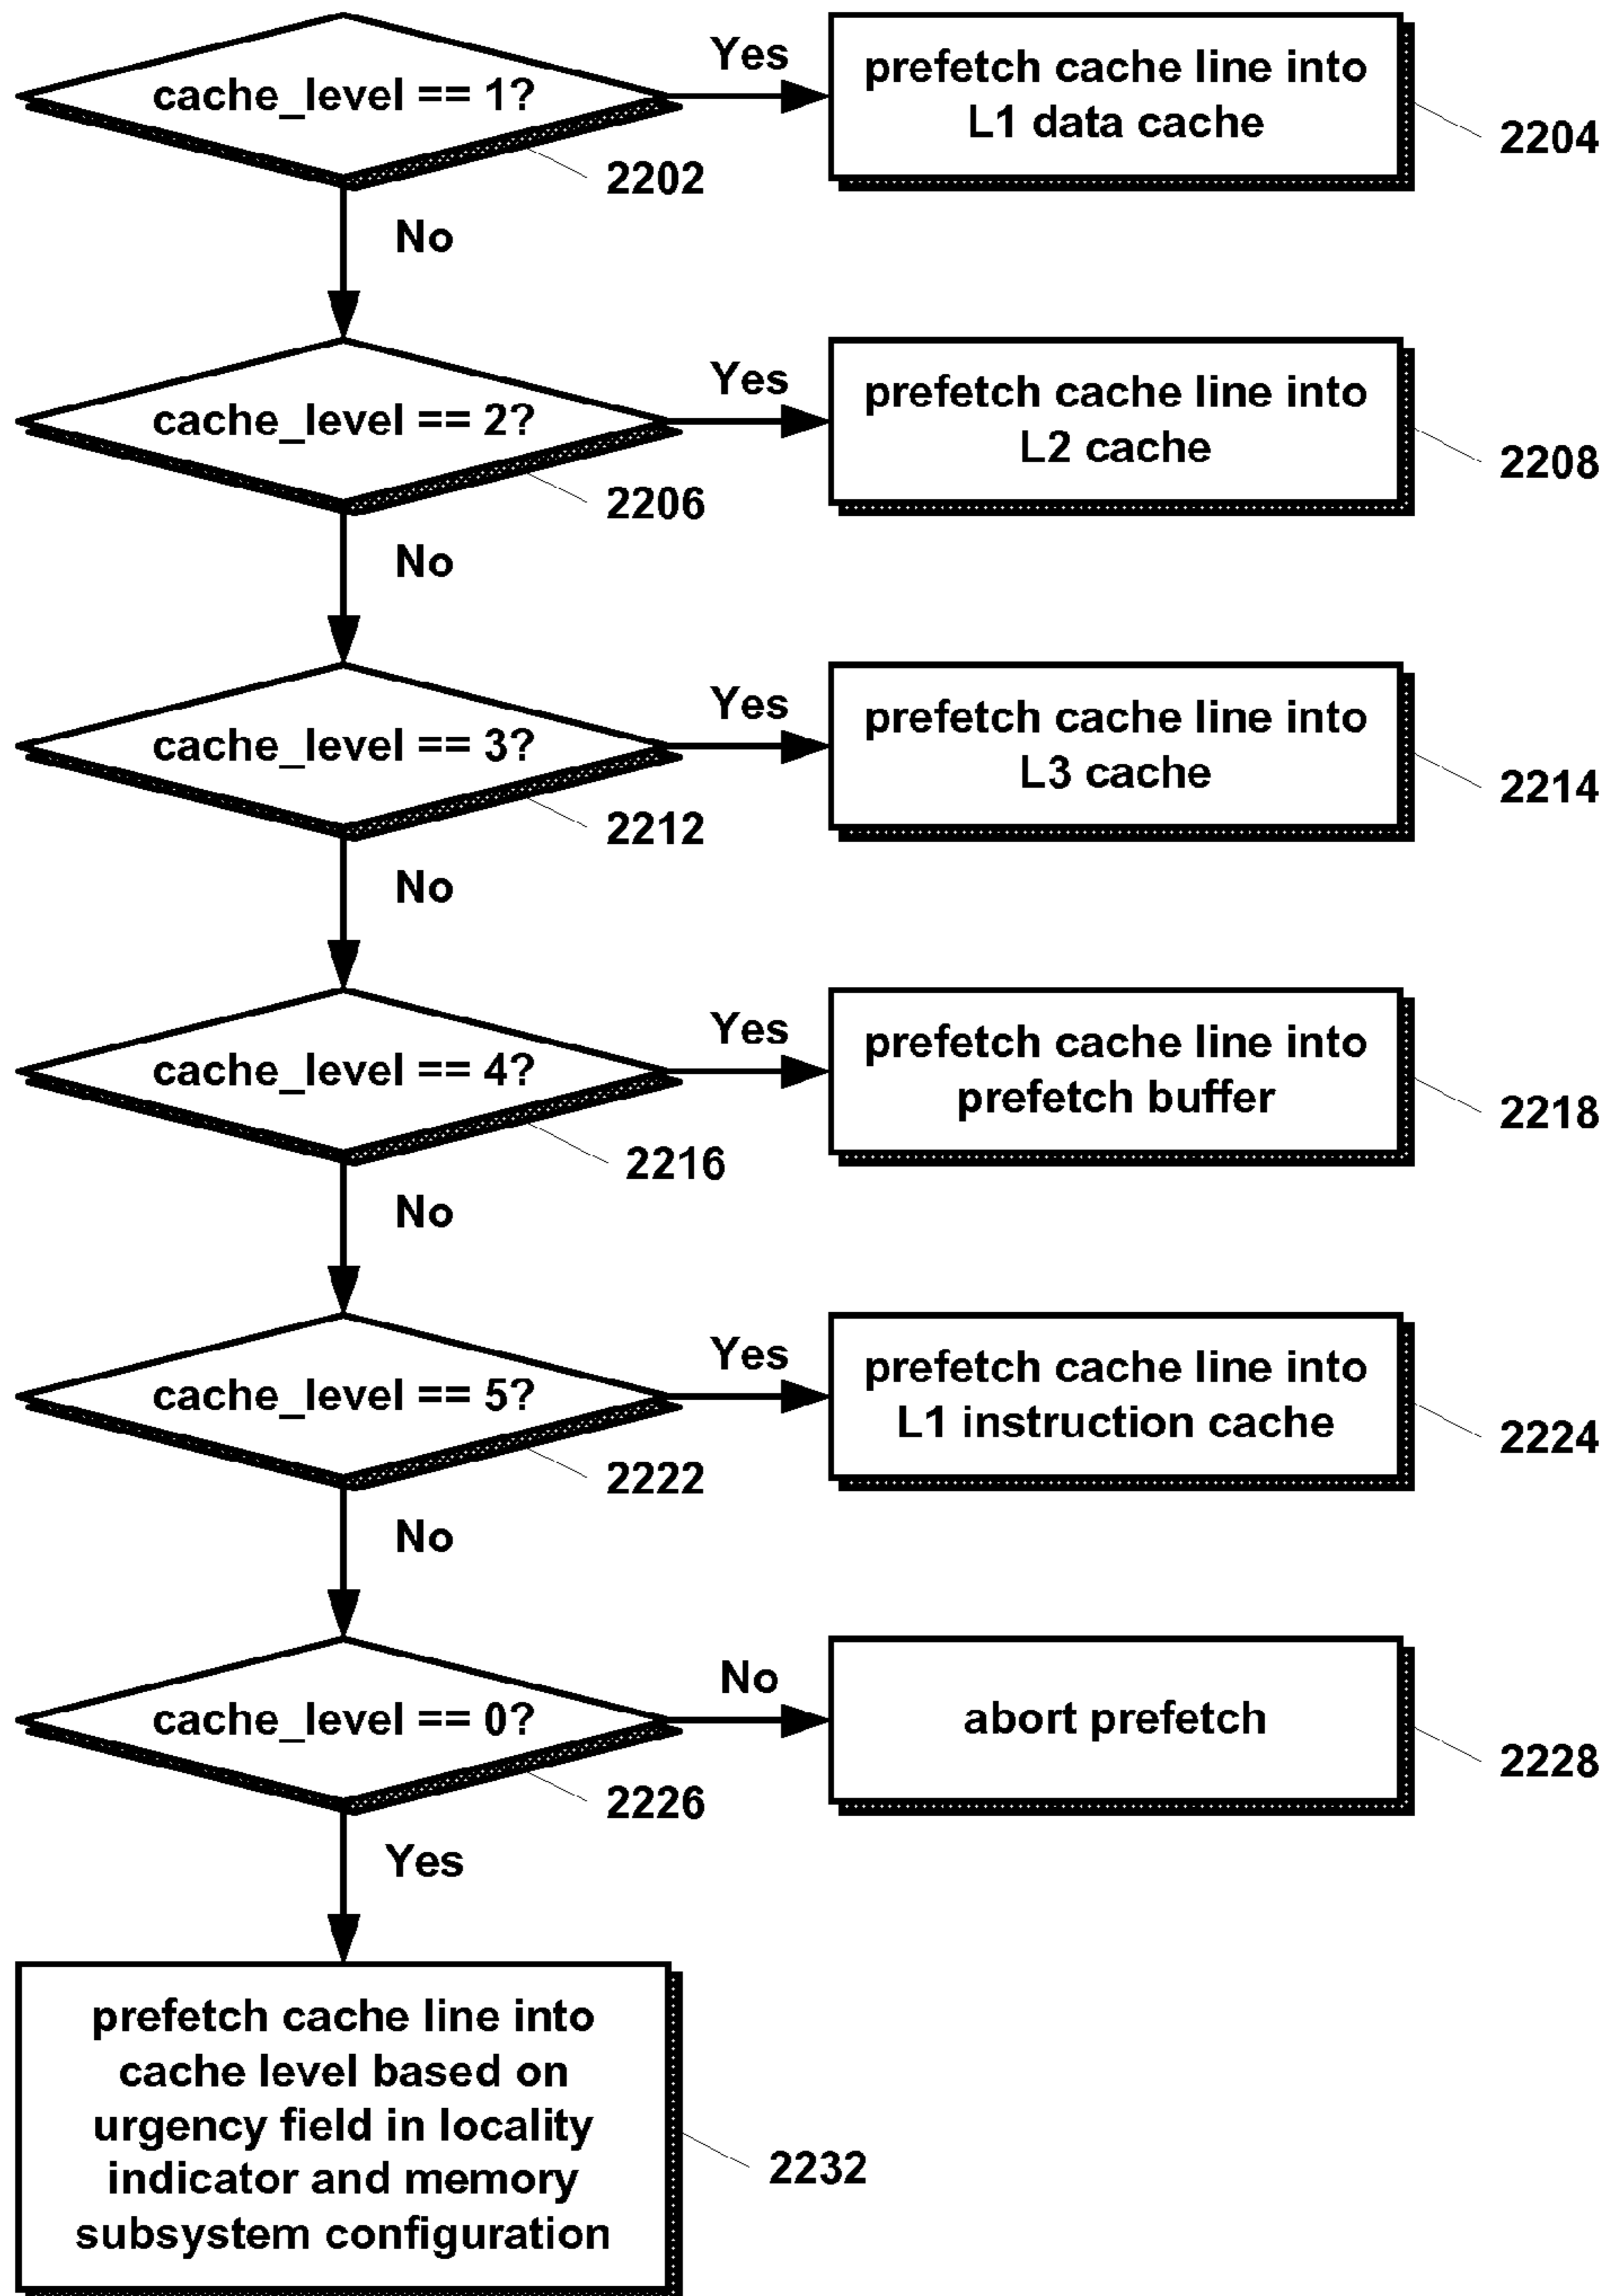 cache_level == 1?
Yes
prefetch cache line into
L1 data cache
2204
2202
No
cache_level == 2?
Yes
prefetch cache line into
L2 cache
2208
2206
No
cache_level == 3?
Yes
prefetch cache line into
L3 cache
2214
2212
No
cache_level == 4?
Yes
prefetch cache line into
prefetch buffer
2218
2216
No
cache_level == 5?
Yes
prefetch cache line into
L1 instruction cache
2224
2222
No
cache_level == 0?
No
abort prefetch
2228
2226
Yes
prefetch cache line into
cache level based on
urgency field in locality
indicator and memory
subsystem configuration
2232